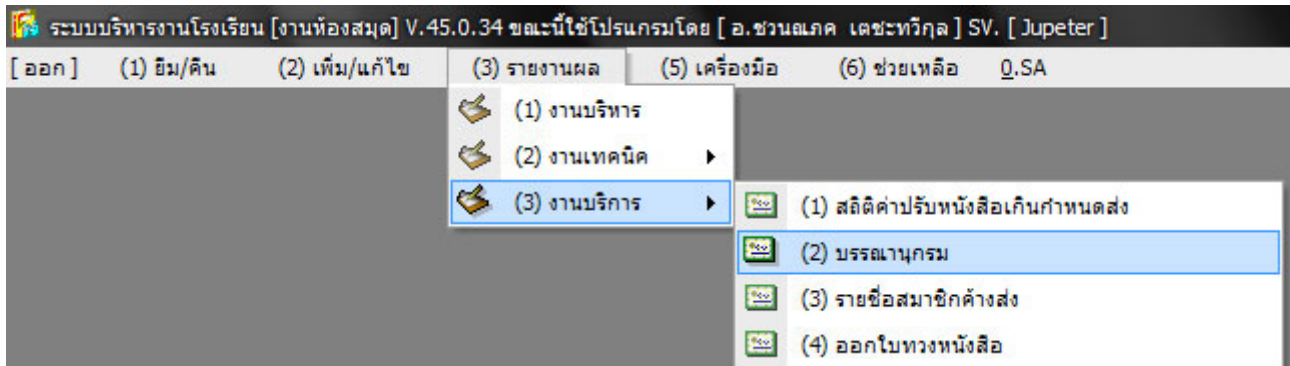 ระบบบริหารงานโรงเรียน [งานห้องสมุด] V.45.0.34 ขณะนี้ใช้โปรแกรมโดย [ อ.ชวนณภค เตชะทวีกุล ] SV. [ Jupeter ]
[ ออก ] (1) ยืม/คืน (2) เพิ่ม/แก้ไข (3) รายงานผล (5) เครื่องมือ (6) ช่วยเหลือ 0.SA
(1) งานบริหาร
(2) งานเทคนิค
(3) งานบริการ
(1) สถิติค่าปรับหนังสือเกินกำหนดส่ง
(2) บรรณานุกรม
(3) รายชื่อสมาชิกค้างส่ง
(4) ออกใบทวงหนังสือ